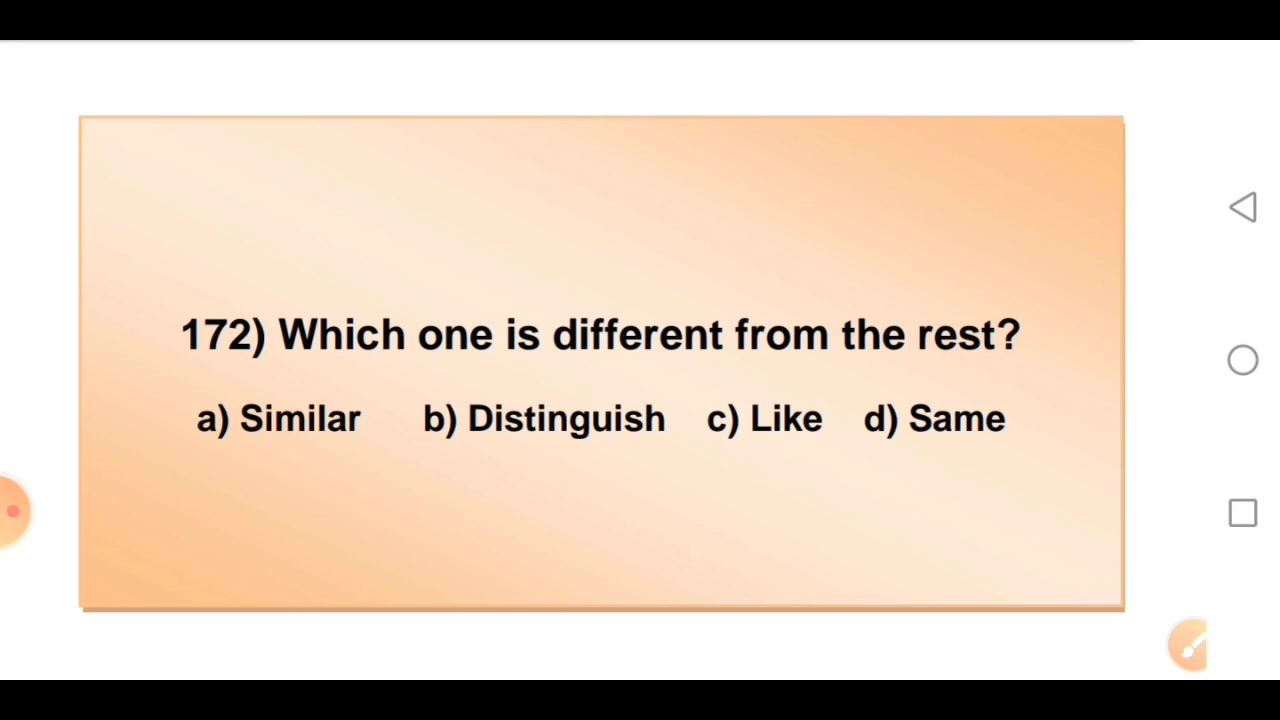 172) Which one is different from the rest?
a) Similar b) Distinguish c) Like d) Same